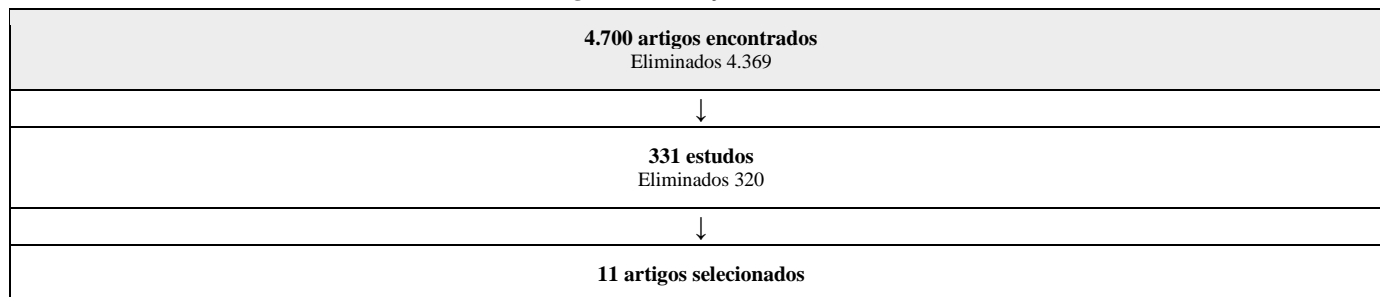 4.700 artigos encontrados
Eliminados 4.369
↓
331 estudos
Eliminados 320
↓
11 artigos selecionados